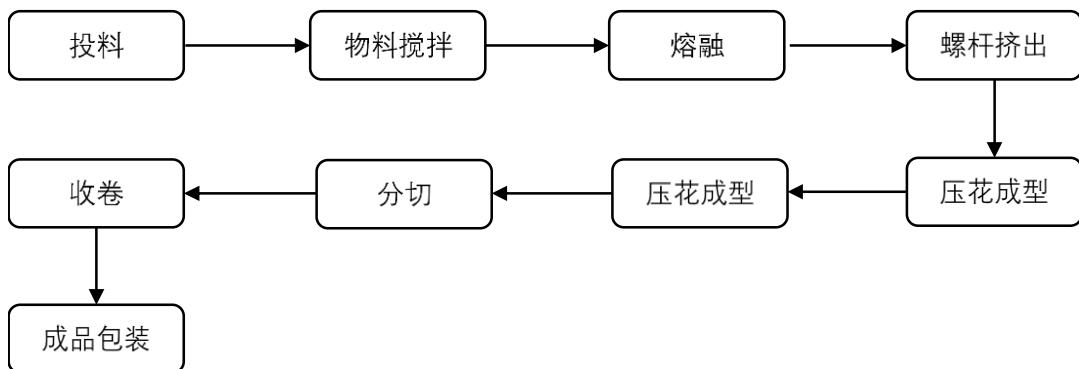 投料
物料搅拌
熔融
螺杆挤出
压花成型
压花成型
分切
收卷
成品包装